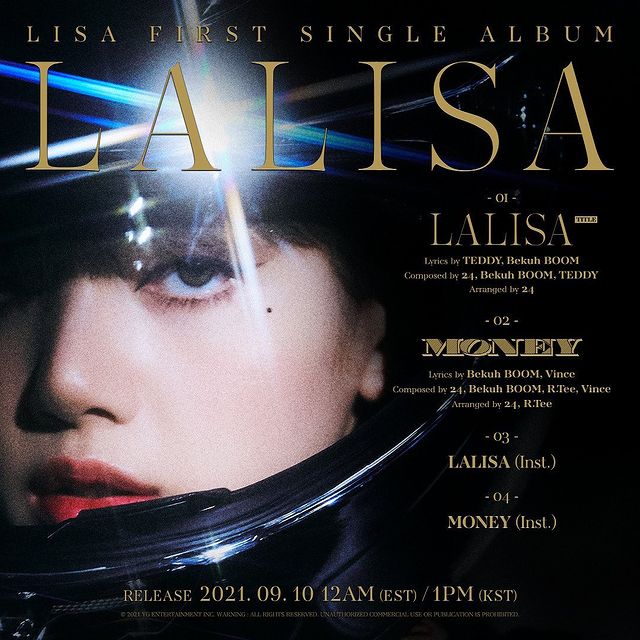 LISA FIRST SINGLE ALBUM
LALISA
- 01 -
LALISA TITLE
Lyrics by TEDDY, Bekuh BOOM
Composed by 24, Bekuh BOOM, TEDDY
Arranged by 24
- 02 -
MONEY
Lyrics by Bekuh BOOM, Vince
Composed by 24, Bekuh BOOM, R.Tee, Vince
Arranged by 24, R.Tee
- 03 -
LALISA (Inst.)
- 04 -
MONEY (Inst.)
RELEASE 2021. 09. 10 12AM (EST) / 1PM (KST)
© 2021 YG ENTERTAINMENT INC. WARNING : ALL RIGHTS RESERVED. UNAUTHORIZED COMMERCIAL USE OR PUBLICATION IS PROHIBITED.